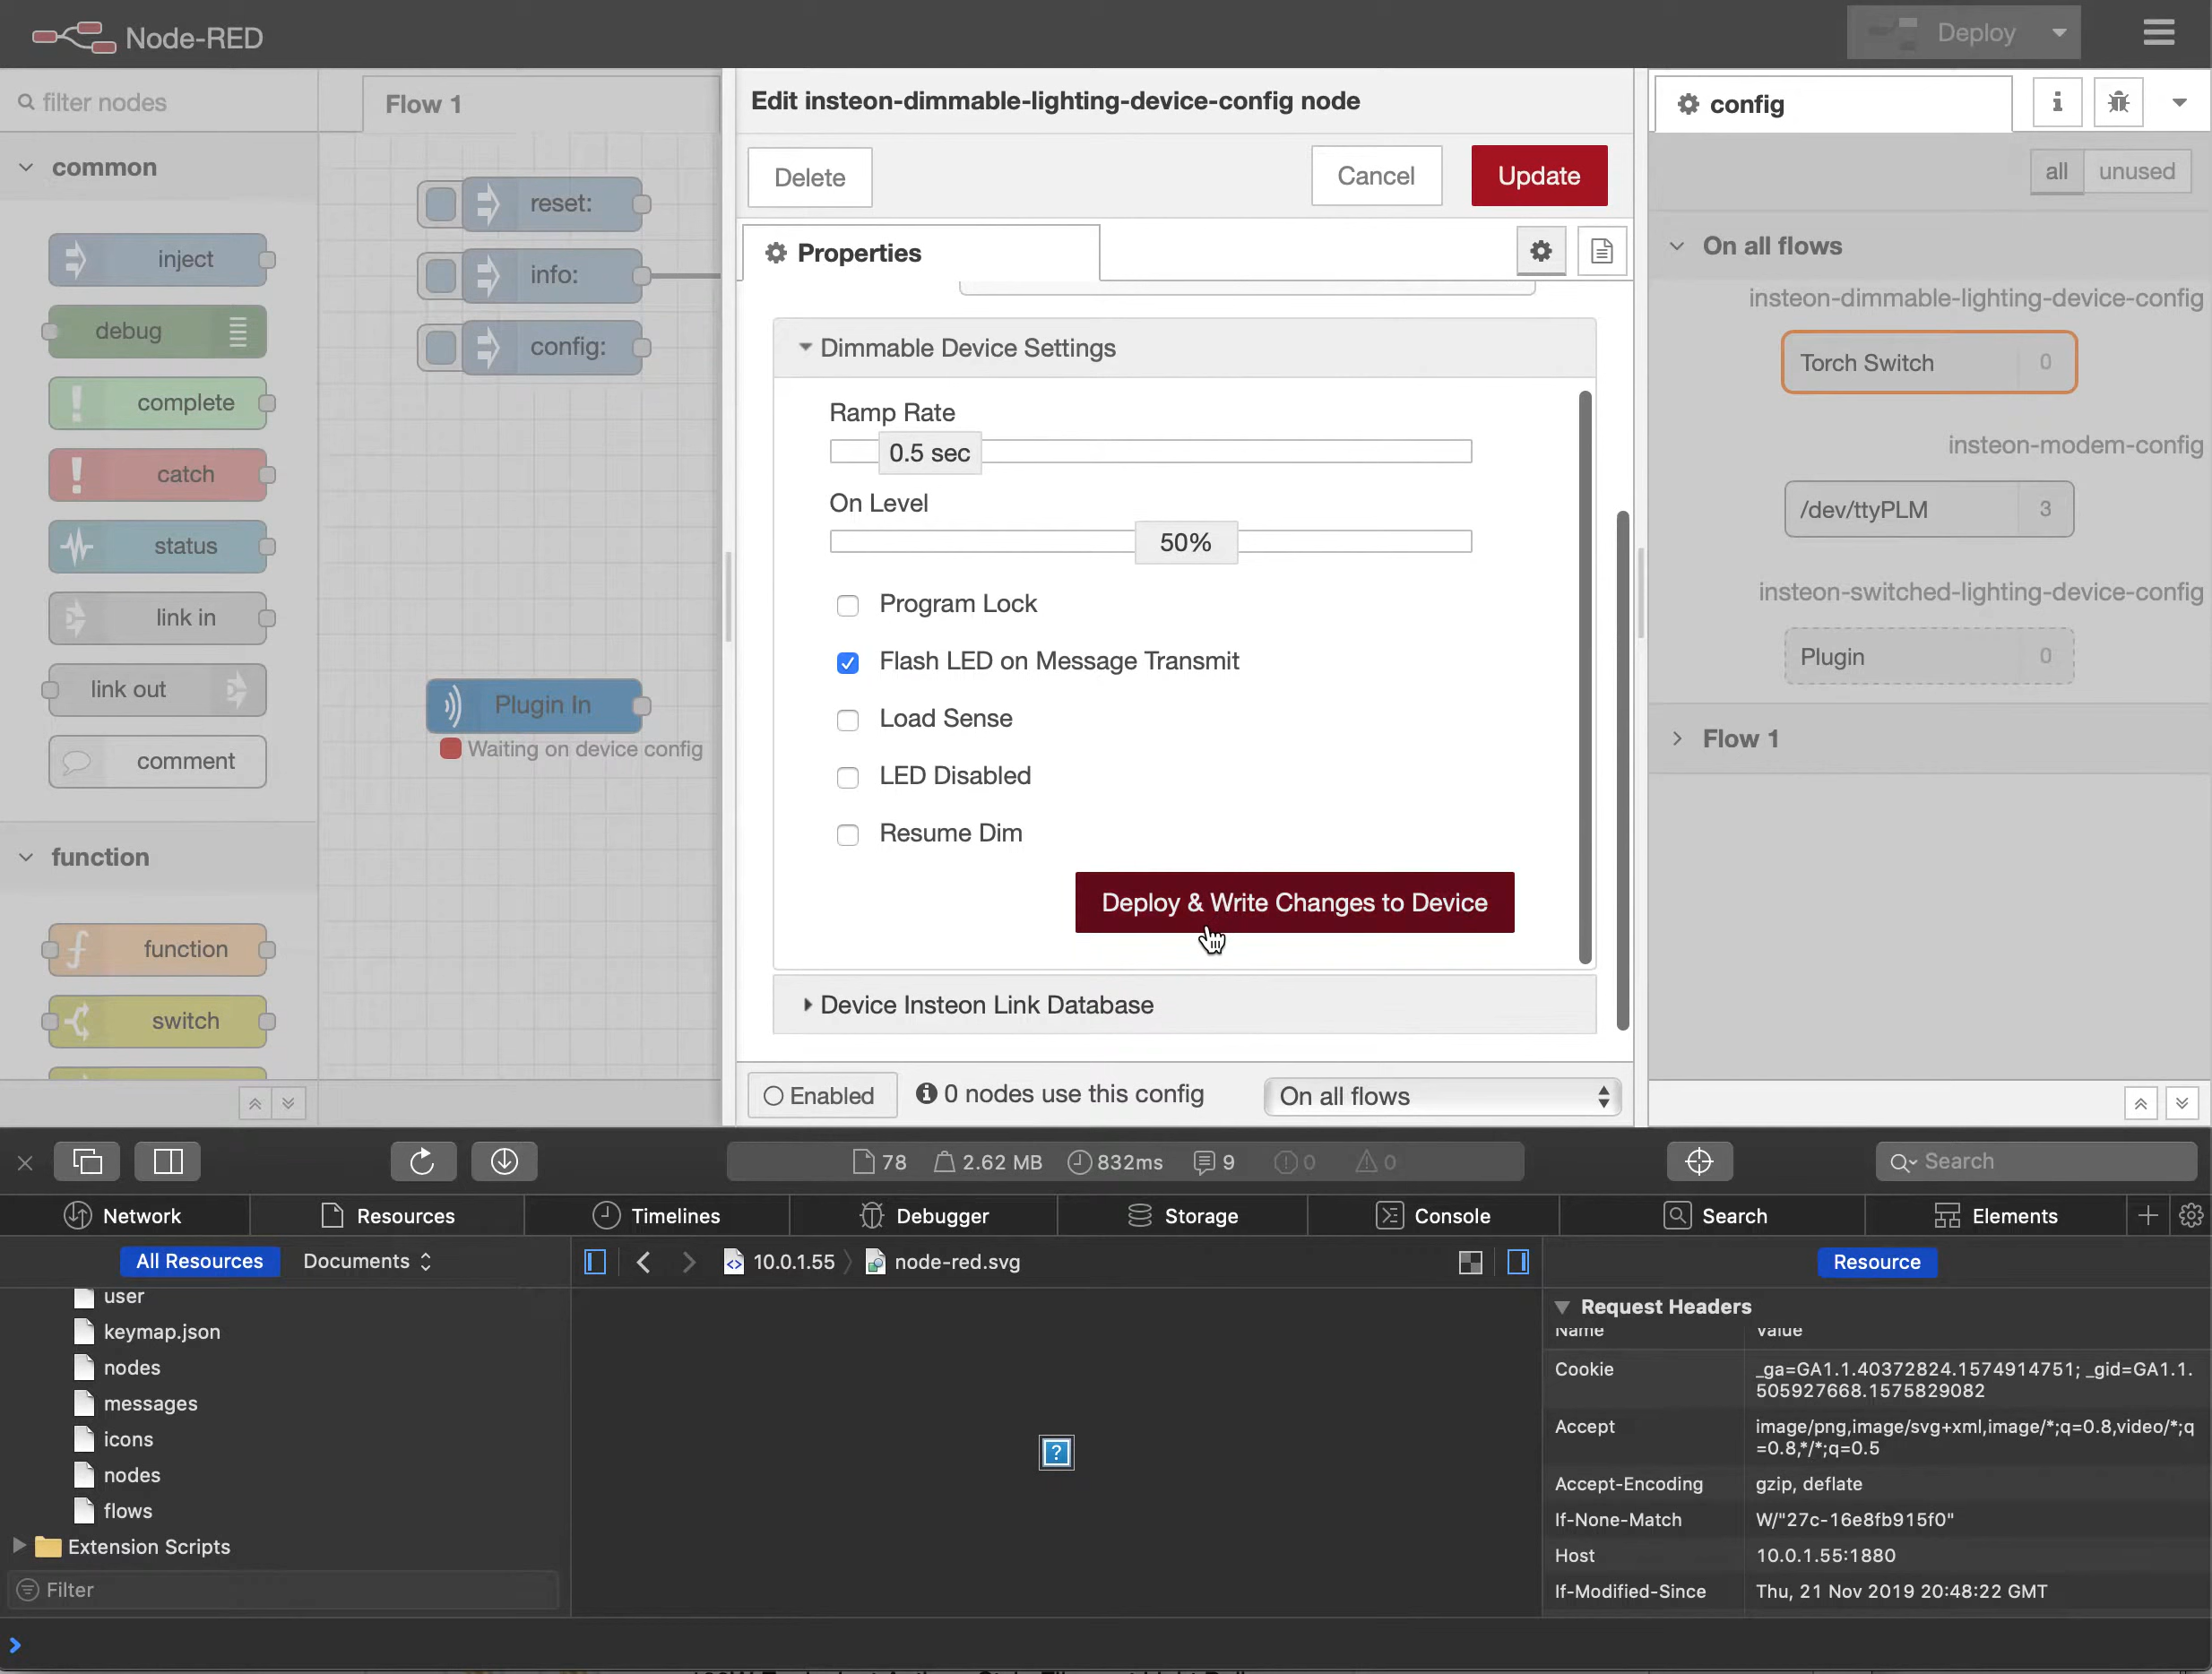 Node-RED
Deploy
filter nodes
Flow 1
Edit insteon-dimmable-lighting-device-config node
config
i
common
Delete
Cancel
Update
all
unused
inject
reset:
Properties
On all flows
debug
info:
insteon-dimmable-lighting-device-config
complete
config:
Dimmable Device Settings
Torch Switch
0
catch
Ramp Rate
0.5 sec
insteon-modem-config
status
On Level
50%
/dev/ttyPLM
3
link in
Program Lock
insteon-switched-lighting-device-config
link out
Plugin In
Flash LED on Message Transmit
Plugin
0
Waiting on device config
Load Sense
Flow 1
comment
LED Disabled
function
Resume Dim
function
Deploy & Write Changes to Device
switch
Device Insteon Link Database
Enabled
0 nodes use this config
On all flows
78
2.62 MB
832ms
9
0
0
Search
Network
Resources
Timelines
Debugger
Storage
Console
Search
Elements
All Resources
Documents
10.0.1.55
node-red.svg
Resource
user
Request Headers
Name
Value
keymap.json
nodes
Cookie
_ga=GA1.1.40372824.1574914751; _gid=GA1.1.
505927668.1575829082
messages
Accept
image/png,image/svg+xml,image/*;q=0.8,video/*;q
=0.8,*/*;q=0.5
icons
nodes
Accept-Encoding
gzip, deflate
flows
If-None-Match
W/"27c-16e8fb915f0"
Extension Scripts
Host
10.0.1.55:1880
Filter
If-Modified-Since
Thu, 21 Nov 2019 20:48:22 GMT